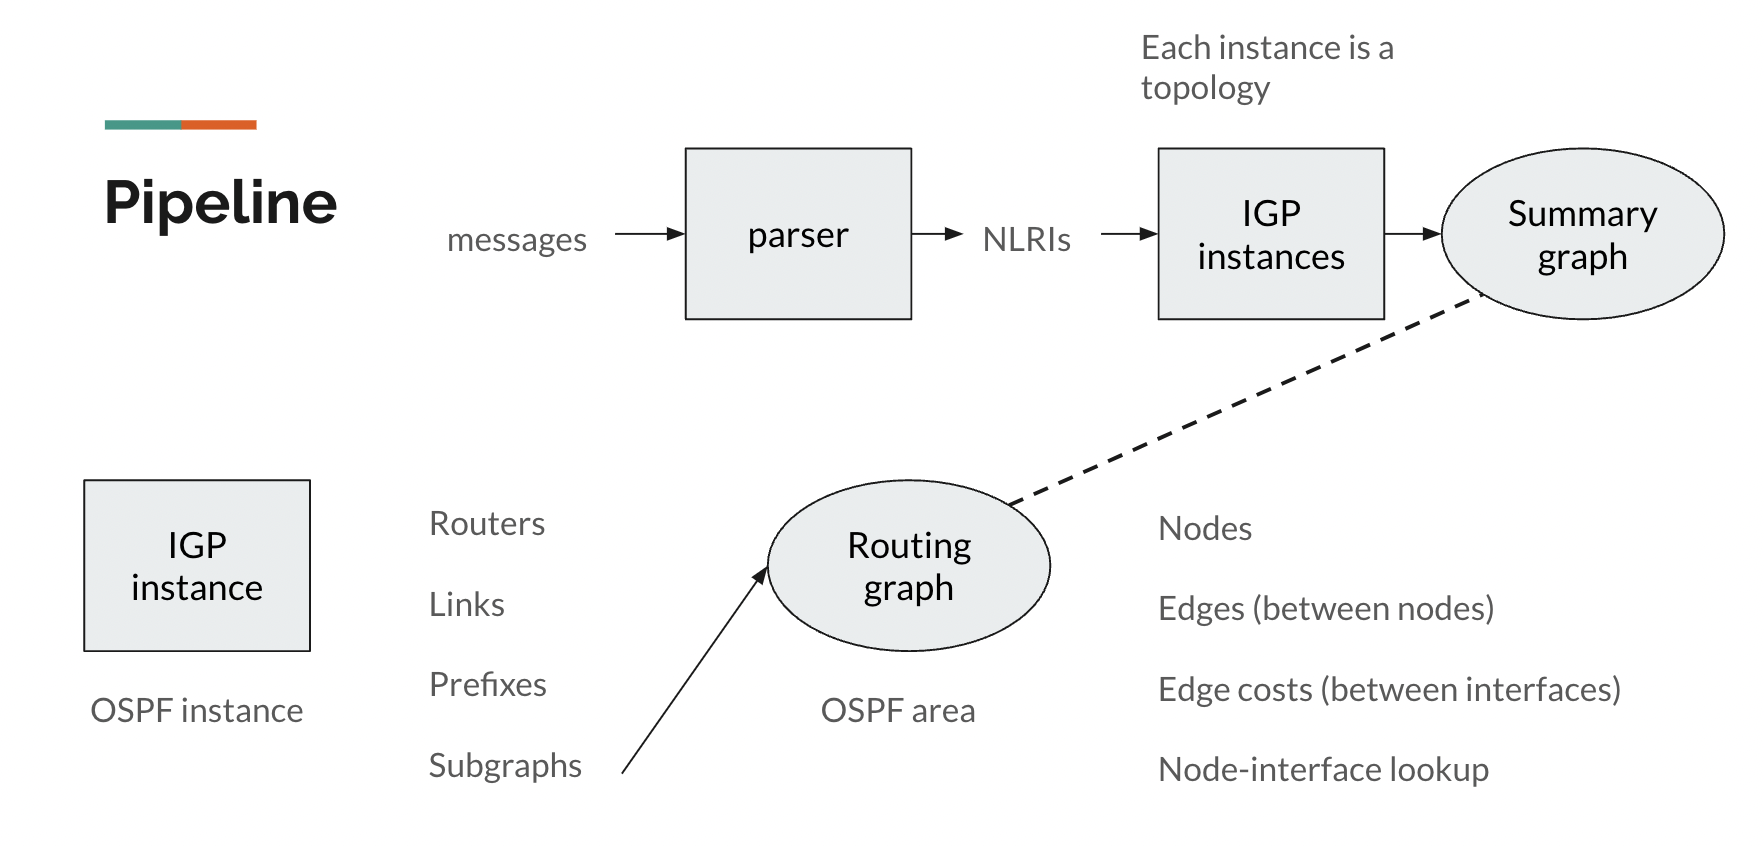 Each instance is a
topology
Pipeline
messages
parser
NLRIs
IGP
instances
Summary
graph
IGP
instance
OSPF instance
Routers
Links
Prefixes
Subgraphs
Routing
graph
OSPF area
Nodes
Edges (between nodes)
Edge costs (between interfaces)
Node-interface lookup